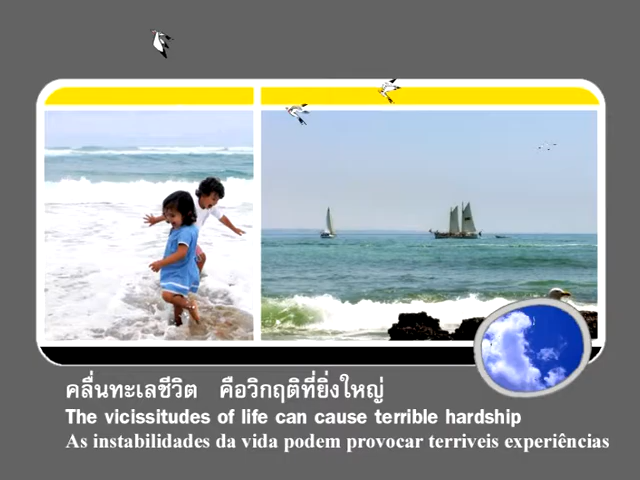 คลื่นทะเลชีวิต คือวิกฤติที่ยิ่งใหญ่
The vicissitudes of life can cause terrible hardship
As instabilidades da vida podem provocar terriveis experiências